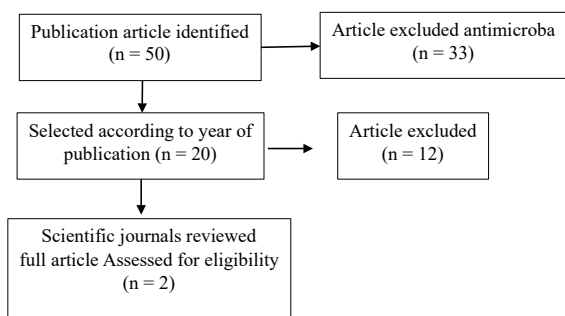 Publication article identified
(n = 50)
Article excluded antimicroba
(n = 33)
Selected according to year of
publication (n = 20)
Article excluded
(n = 12)
Scientific journals reviewed
full article Assessed for eligibility
(n = 2)